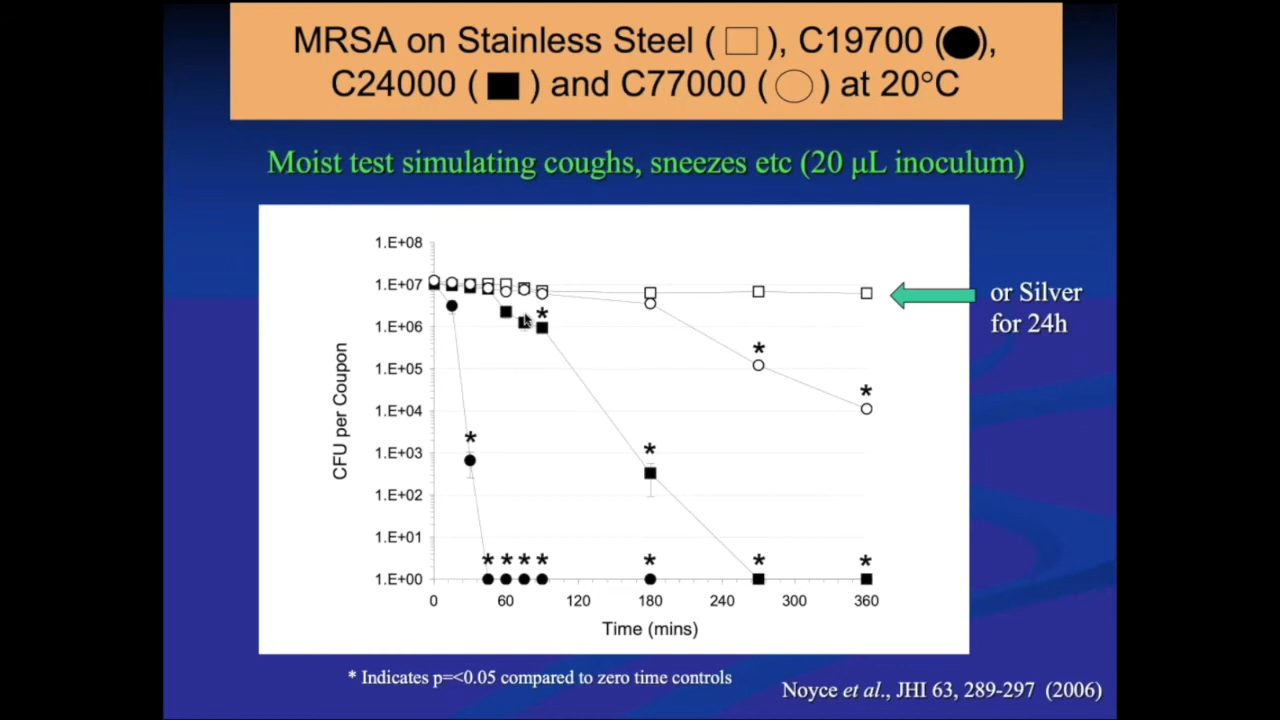 MRSA on Stainless Steel (□), C19700 (●),
C24000 (■) and C77000 (○) at 20°C
Moist test simulating coughs, sneezes etc (20 μL inoculum)
1.E+08
1.E+07
1.E+06
1.E+05
1.E+04
1.E+03
1.E+02
1.E+01
1.E+00
CFU per Coupon
0 60 120 180 240 300 360
Time (mins)
or Silver
for 24h
* Indicates p=<0.05 compared to zero time controls
Noyce et al., JHI 63, 289-297 (2006)